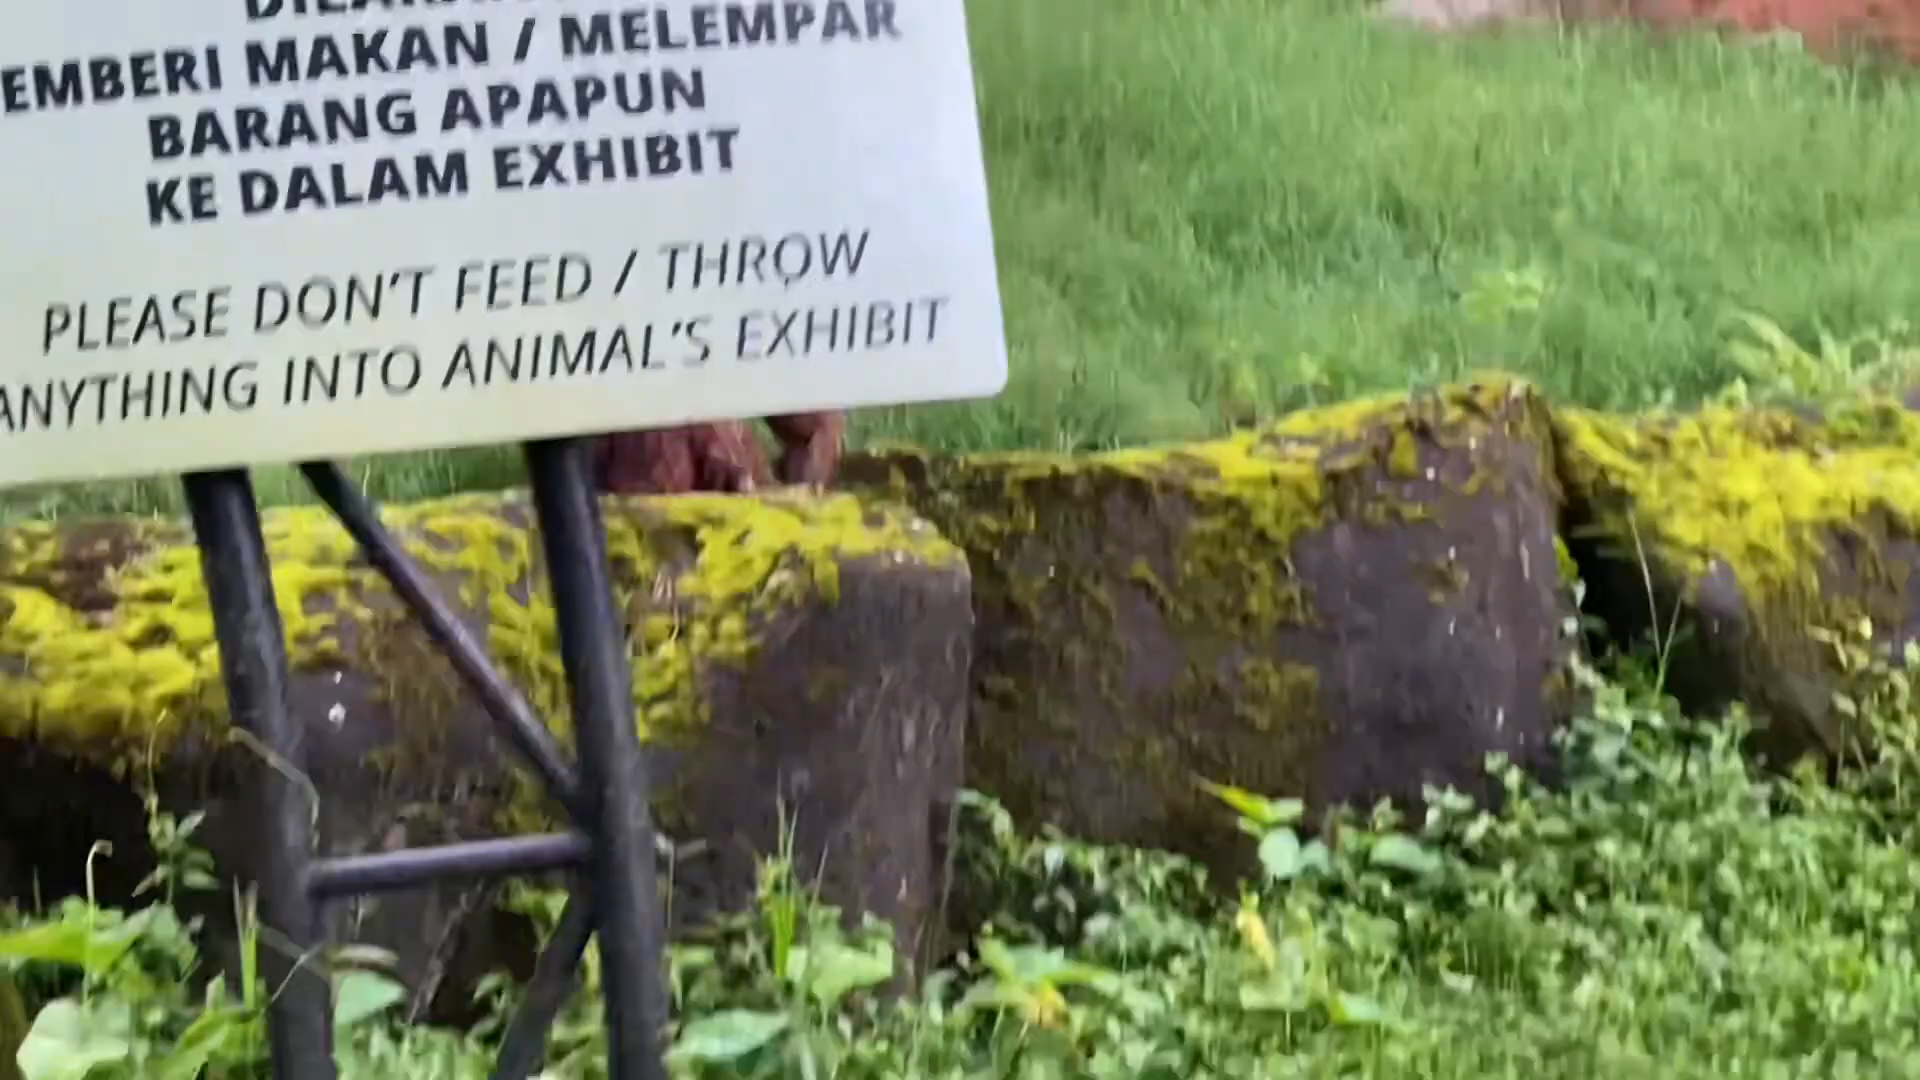 EMBERI MAKAN / MELEMPAR
BARANG APAPUN
KE DALAM EXHIBIT
PLEASE DON'T FEED / THROW
ANYTHING INTO ANIMAL'S EXHIBIT